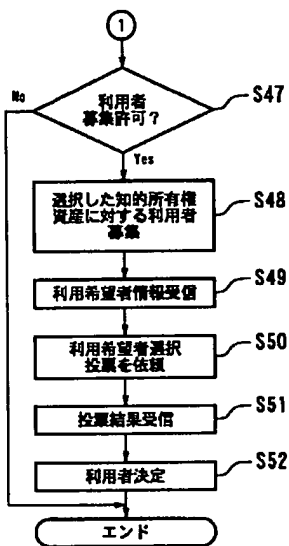 1
No
利用者
募集許可?
S47
Yes
選択した知的所有権
資産に対する利用者
募集
S48
利用希望者情報受信
S49
利用希望者選択
投票を依頼
S50
投票結果受信
S51
利用者決定
S52
エンド